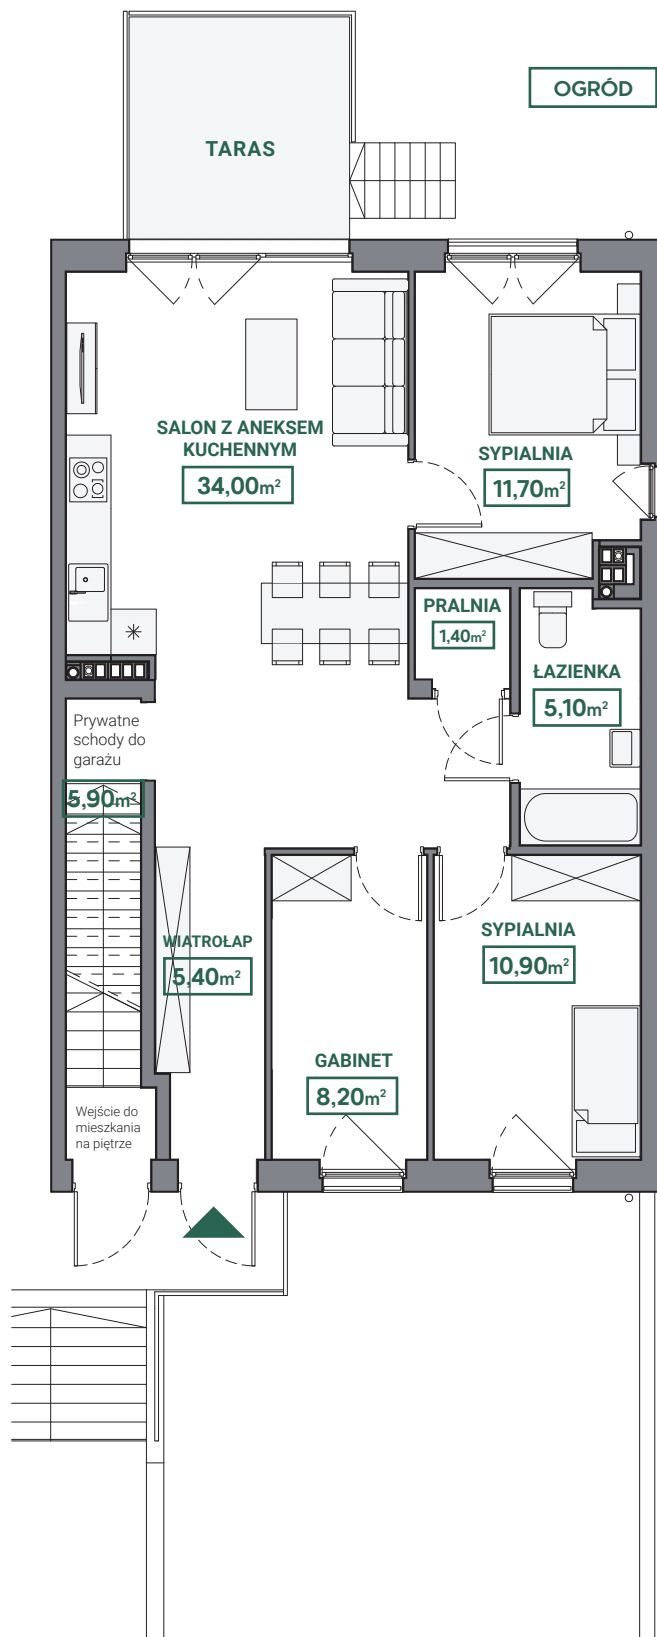 OGRÓD
TARAS
SALON Z ANEKSEM
KUCHENNYM
34,00m²
SYPIALNIA
11,70m²
PRALNIA
1,40m²
ŁAZIENKA
5,10m²
Prywatne
schody do
garażu
5,90m²
WIATROŁAP
5,40m²
SYPIALNIA
10,90m²
GABINET
8,20m²
Wejście do
mieszkania
na piętrze